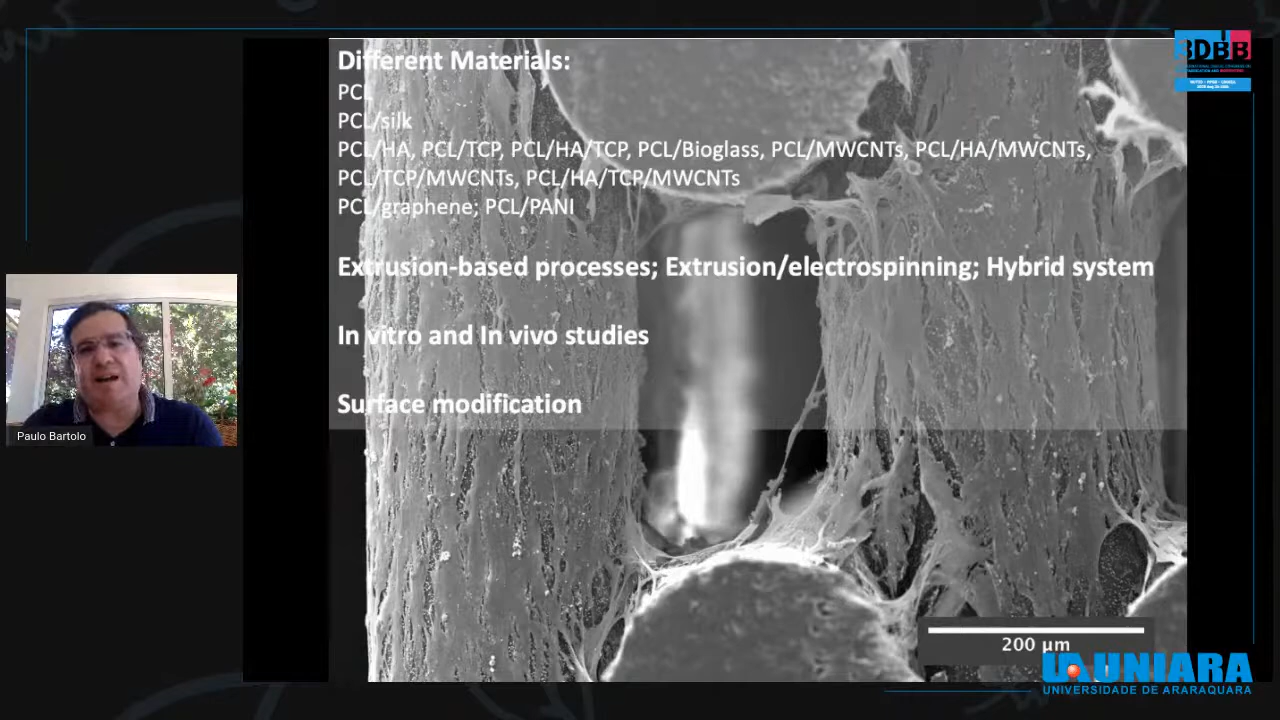 Different Materials:
PCL
PCL/silk
PCL/HA, PCL/TCP, PCL/HA/TCP, PCL/Bioglass, PCL/MWCNTs, PCL/HA/MWCNTs,
PCL/TCP/MWCNTs, PCL/HA/TCP/MWCNTs
PCL/graphene; PCL/PANI
Extrusion-based processes; Extrusion/electrospinning; Hybrid system
In vitro and In vivo studies
Surface modification
Paulo Bartolo
200 µm
3DBB
UNIARA
UNIVERSIDADE DE ARARAQUARA